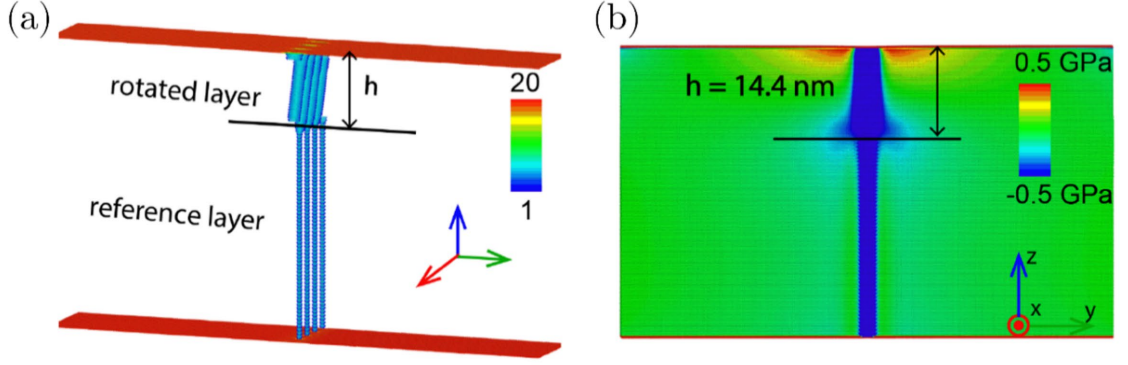 (a)
rotated layer
h
20
1
reference layer
(b)
h = 14.4 nm
0.5 GPa
-0.5 GPa
z
x
y